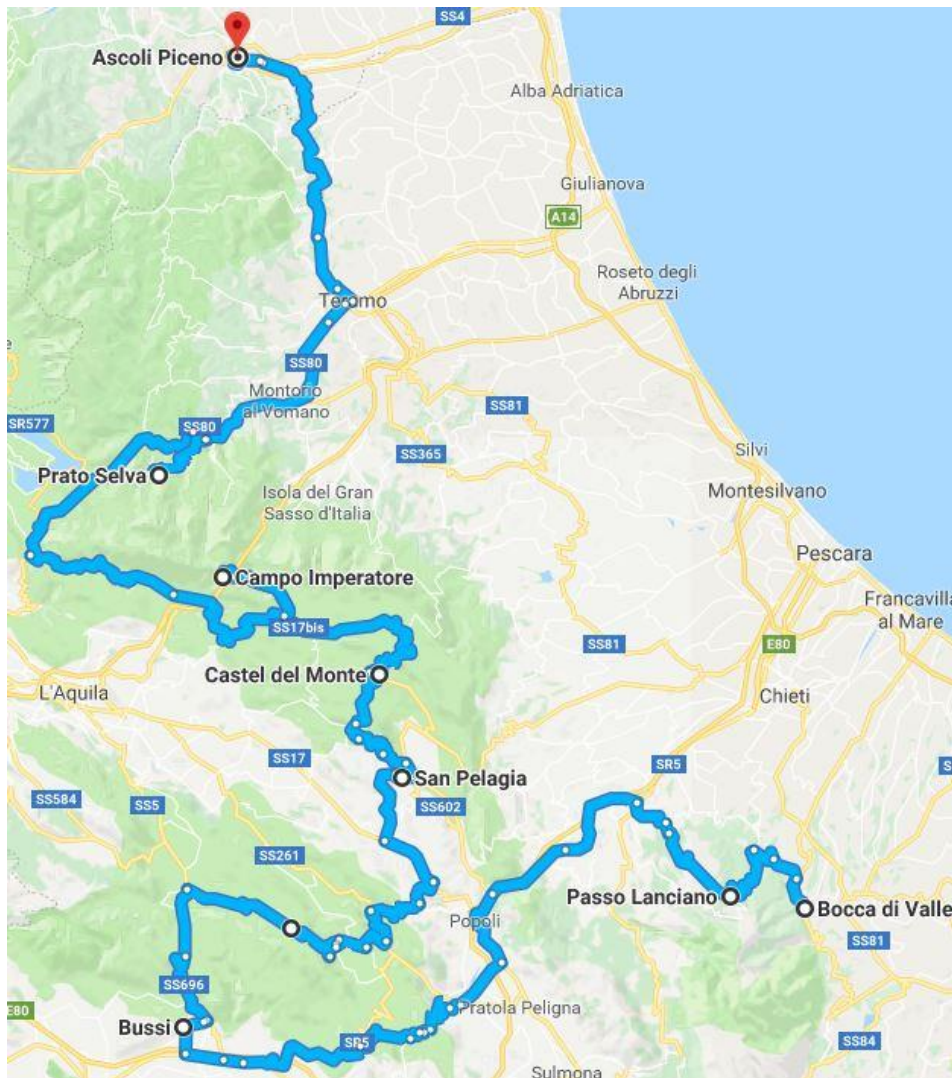 SS4
Ascoli Piceno
Alba Adriatica
Giulianova
A14
Roseto degli
Abruzzi
Teramo
SS80
Montorio
al Vomano
SS81
SR577
SS80
SS365
Silvi
Prato Selva
Montesilvano
Isola del Gran
Sasso d'Italia
Pescara
Campo Imperatore
Francavilla
al Mare
SS17bis
SS81
E80
Castel del Monte
L'Aquila
Chieti
SS17
SR5
San Pelagia
SS584
SS5
SS602
SS261
Passo Lanciano
Bocca di Valle
Popoli
SS81
SS696
E80
Pratola Peligna
Bussi
SR5
SS84
Sulmona